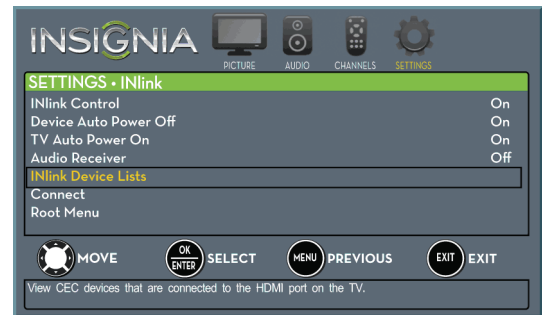 INSIGNIA
PICTURE AUDIO CHANNELS SETTINGS
SETTINGS • INlink
INlink Control On
Device Auto Power Off On
TV Auto Power On On
Audio Receiver Off
INlink Device Lists
Connect
Root Menu
MOVE OK ENTER SELECT MENU PREVIOUS EXIT EXIT
View CEC devices that are connected to the HDMI port on the TV.